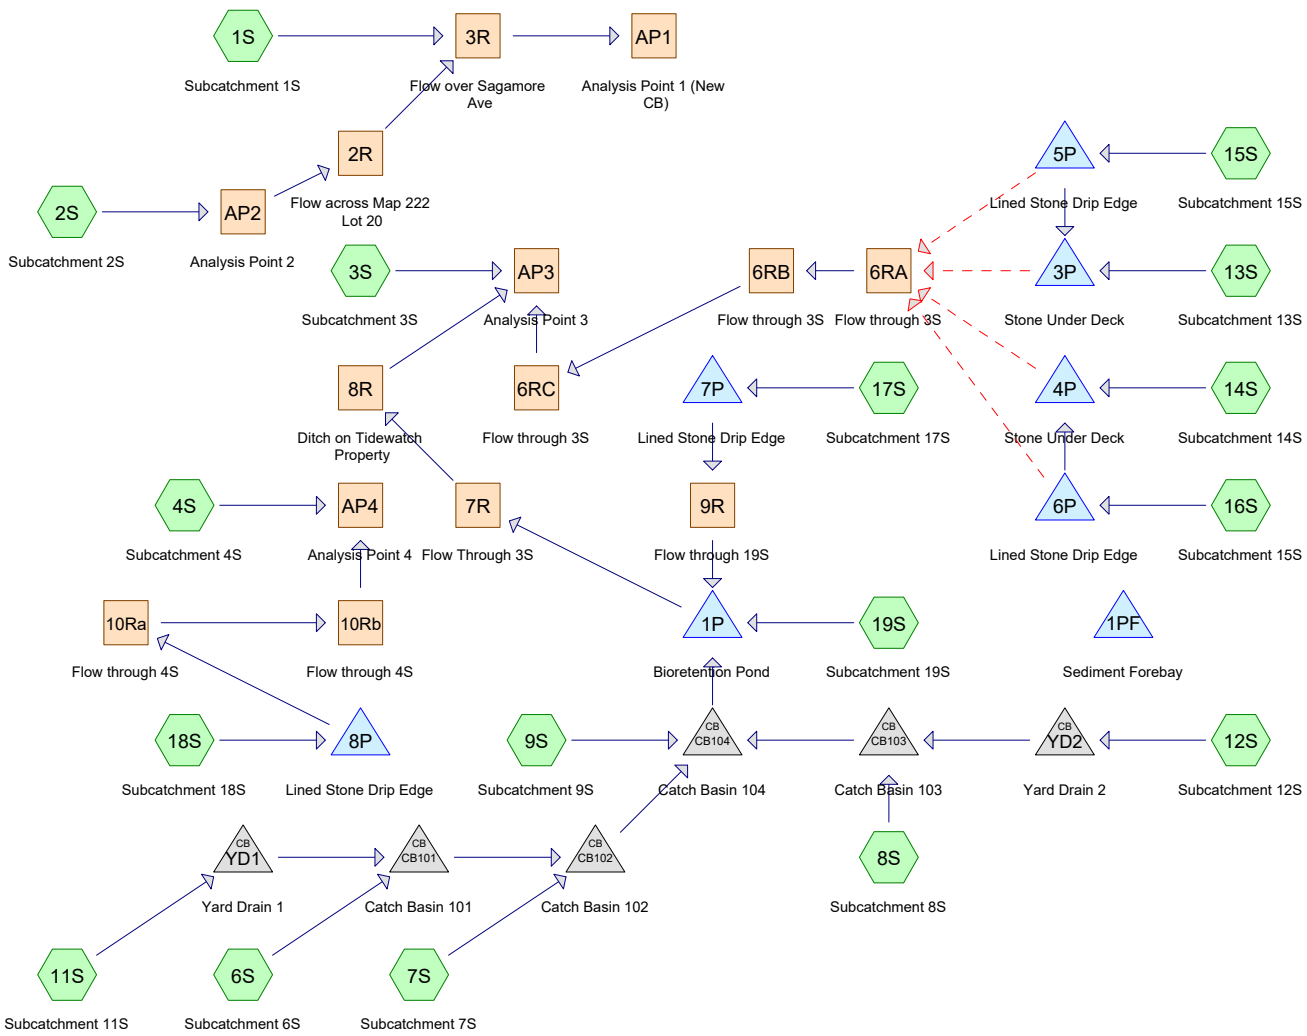 1S
Subcatchment 1S
3R
Flow over Sagamore
Ave
AP1
Analysis Point 1 (New
CB)
2R
Flow across Map 222
Lot 20
5P
Lined Stone Drip Edge
15S
Subcatchment 15S
2S
Subcatchment 2S
AP2
Analysis Point 2
3S
Subcatchment 3S
AP3
Analysis Point 3
6RB
Flow through 3S
6RA
Flow through 3S
3P
Stone Under Deck
13S
Subcatchment 13S
8R
Ditch on Tidewatch
Property
6RC
Flow through 3S
7P
Lined Stone Drip Edge
17S
Subcatchment 17S
4P
Stone Under Deck
14S
Subcatchment 14S
4S
Subcatchment 4S
AP4
Analysis Point 4
7R
Flow Through 3S
9R
Flow through 19S
6P
Lined Stone Drip Edge
16S
Subcatchment 15S
10Ra
Flow through 4S
10Rb
Flow through 4S
1P
Bioretention Pond
19S
Subcatchment 19S
1PF
Sediment Forebay
18S
Subcatchment 18S
8P
Lined Stone Drip Edge
9S
Subcatchment 9S
CB
CB104
Catch Basin 104
CB
CB103
Catch Basin 103
CB
YD2
Yard Drain 2
12S
Subcatchment 12S
CB
YD1
Yard Drain 1
CB
CB101
Catch Basin 101
CB
CB102
Catch Basin 102
8S
Subcatchment 8S
11S
Subcatchment 11S
6S
Subcatchment 6S
7S
Subcatchment 7S